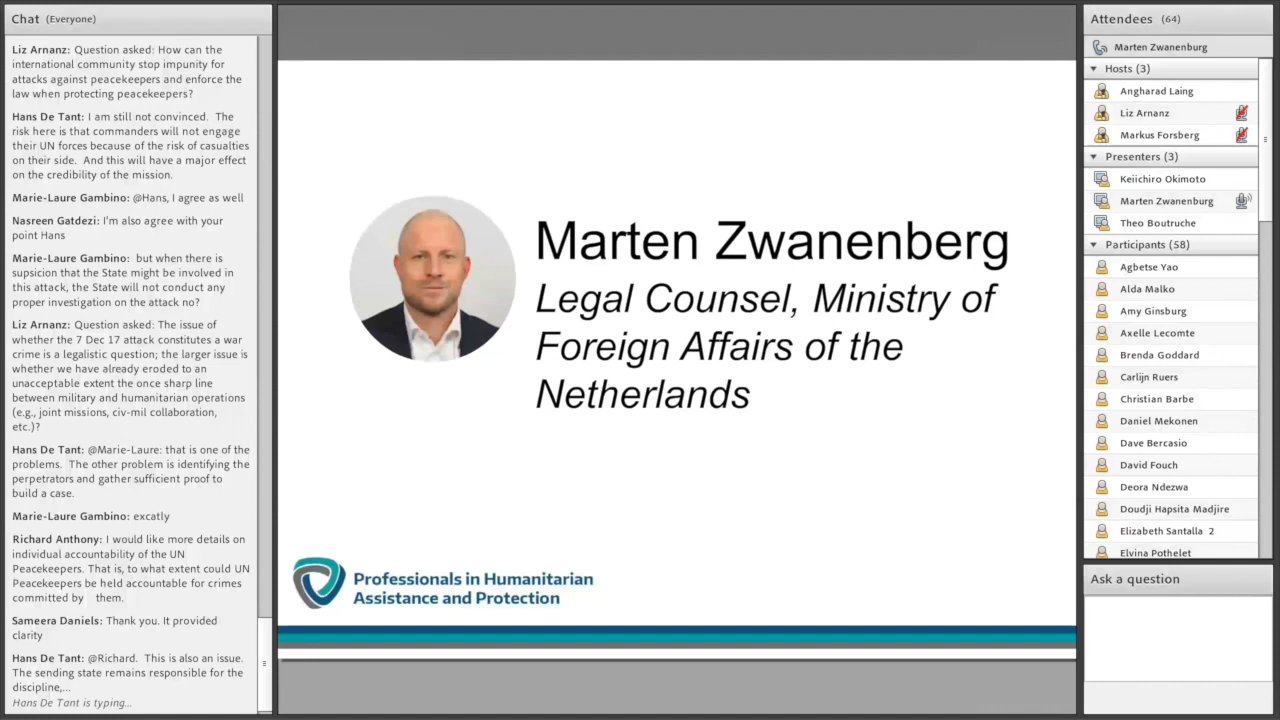 Chat (Everyone)
Liz Arnanz: Question asked: How can the
international community stop impunity for
attacks against peacekeepers and enforce the
law when protecting peacekeepers?
Hans De Tant: I am still not convinced. The
risk here is that commanders will not engage
their UN forces because of the risk of casualties
on their side. And this will have a major effect
on the credibility of the mission.
Marie-Laure Gambino: @Hans, I agree as well
Nasreen Gatdezi: I'm also agree with your
point Hans
Marie-Laure Gambino: but when there is
supsicion that the State might be involved in
this attack, the State will not conduct any
proper investigation on the attack no?
Liz Arnanz: Question asked: The issue of
whether the 7 Dec 17 attack constitutes a war
crime is a legalistic question; the larger issue is
whether we have already eroded to an
unacceptable extent the once sharp line
between military and humanitarian operations
(e.g., joint missions, civ-mil collaboration,
etc.)?
Hans De Tant: @Marie-Laure: that is one of the
problems. The other problem is identifying the
perpetrators and gather sufficient proof to
build a case.
Marie-Laure Gambino: excatly
Richard Anthony: I would like more details on
individual accountability of the UN
Peacekeepers. That is, to what extent could UN
Peacekeepers be held accountable for crimes
committed by them.
Sameera Daniels: Thank you. It provided
clarity
Hans De Tant: @Richard. This is also an issue.
The sending state remains responsible for the
discipline,...
Hans De Tant is typing...
Marten Zwanenberg
Legal Counsel, Ministry of
Foreign Affairs of the
Netherlands
Professionals in Humanitarian
Assistance and Protection
Attendees (64)
Marten Zwanenburg
Hosts (3)
Angharad Laing
Liz Arnanz
Markus Forsberg
Presenters (3)
Keiichiro Okimoto
Marten Zwanenburg
Theo Boutruche
Participants (58)
Agbetse Yao
Alda Malko
Amy Ginsburg
Axelle Lecomte
Brenda Goddard
Carlijn Ruers
Christian Barbe
Daniel Mekonen
Dave Bercasio
David Fouch
Deora Ndezwa
Doudji Hapsita Madjire
Elizabeth Santalla 2
Elvina Pothelet
Ask a question